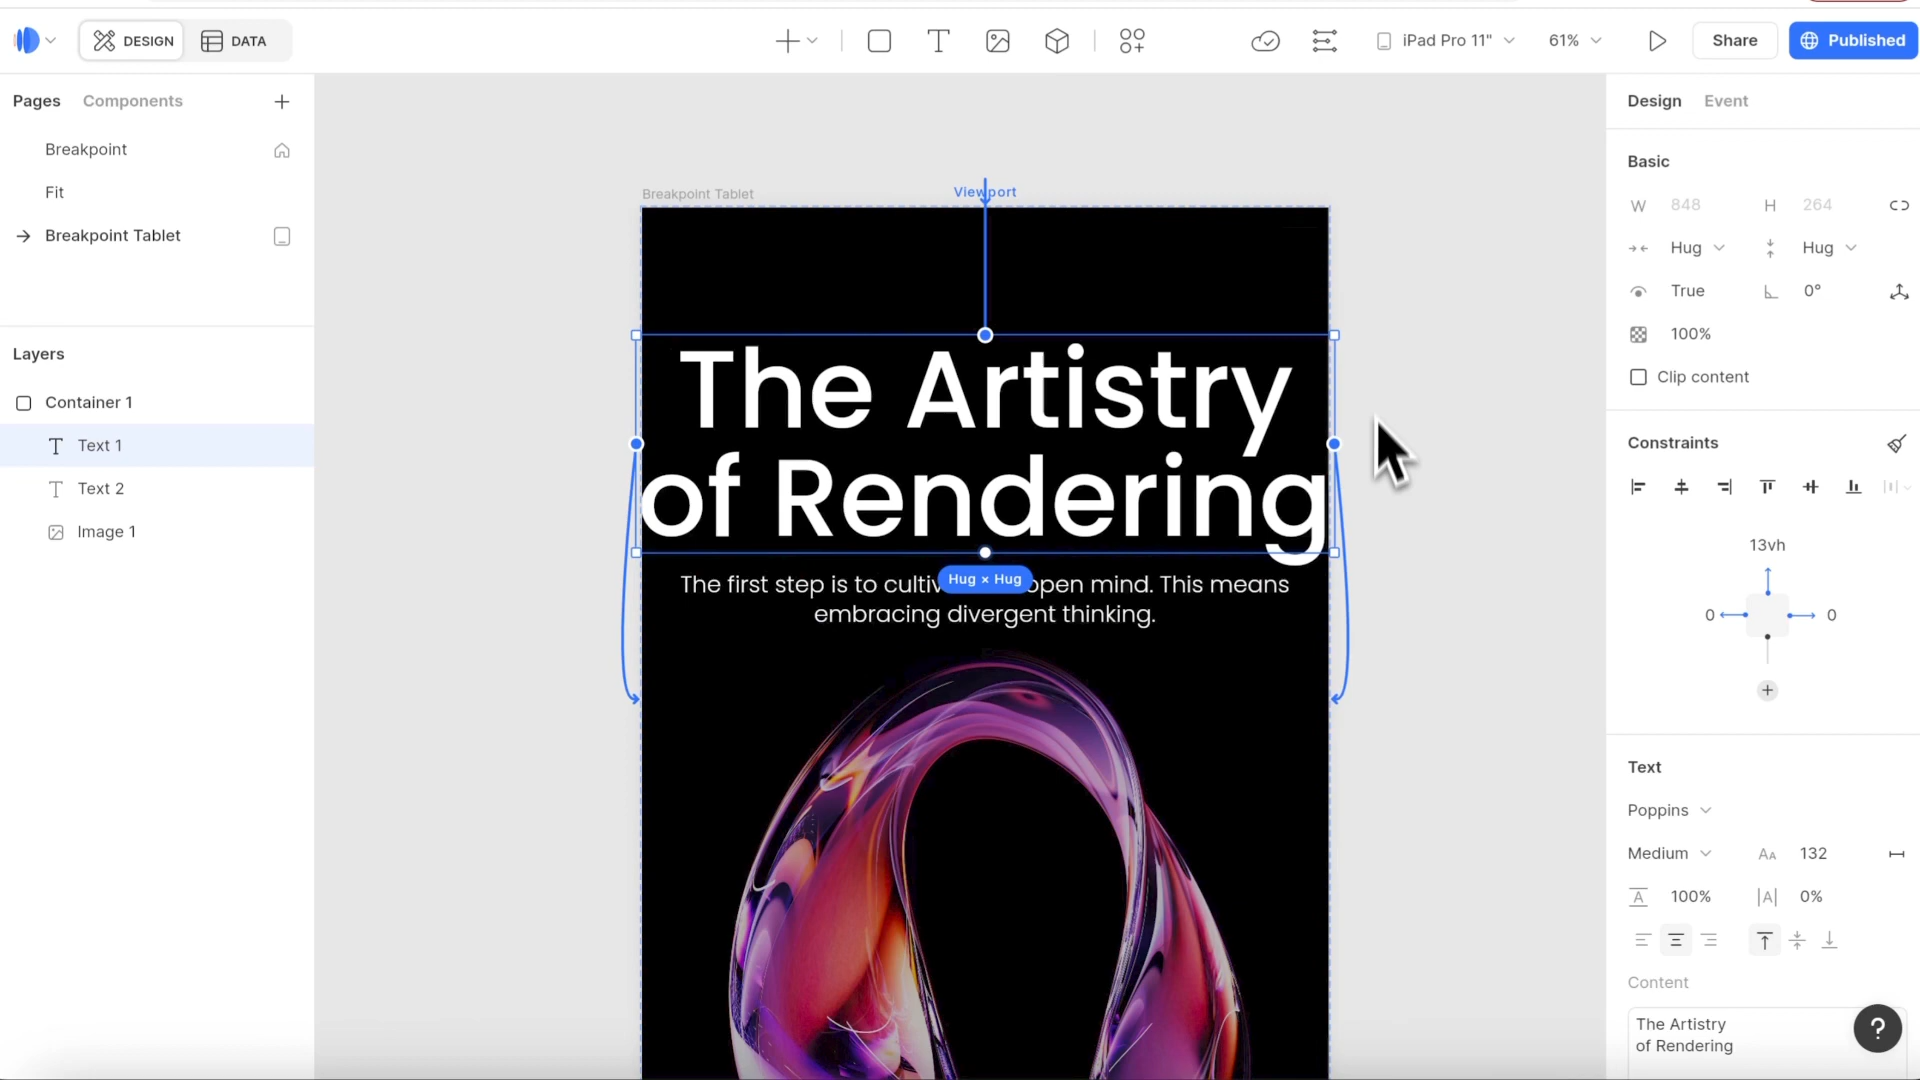 DESIGN
DATA
iPad Pro 11"
61%
Share
Published
Pages
Components
Breakpoint
Fit
Breakpoint Tablet
Layers
Container 1
Text 1
Text 2
Image 1
Breakpoint Tablet
Viewport
The Artistry
of Rendering
The first step is to cultiv open mind. This means
Hug × Hug
embracing divergent thinking.
Design
Event
Basic
W 848 H 264
Hug Hug
True 0°
100%
Clip content
Constraints
13vh
0 0
Text
Poppins
Medium 132
100% 0%
Content
The Artistry
of Rendering